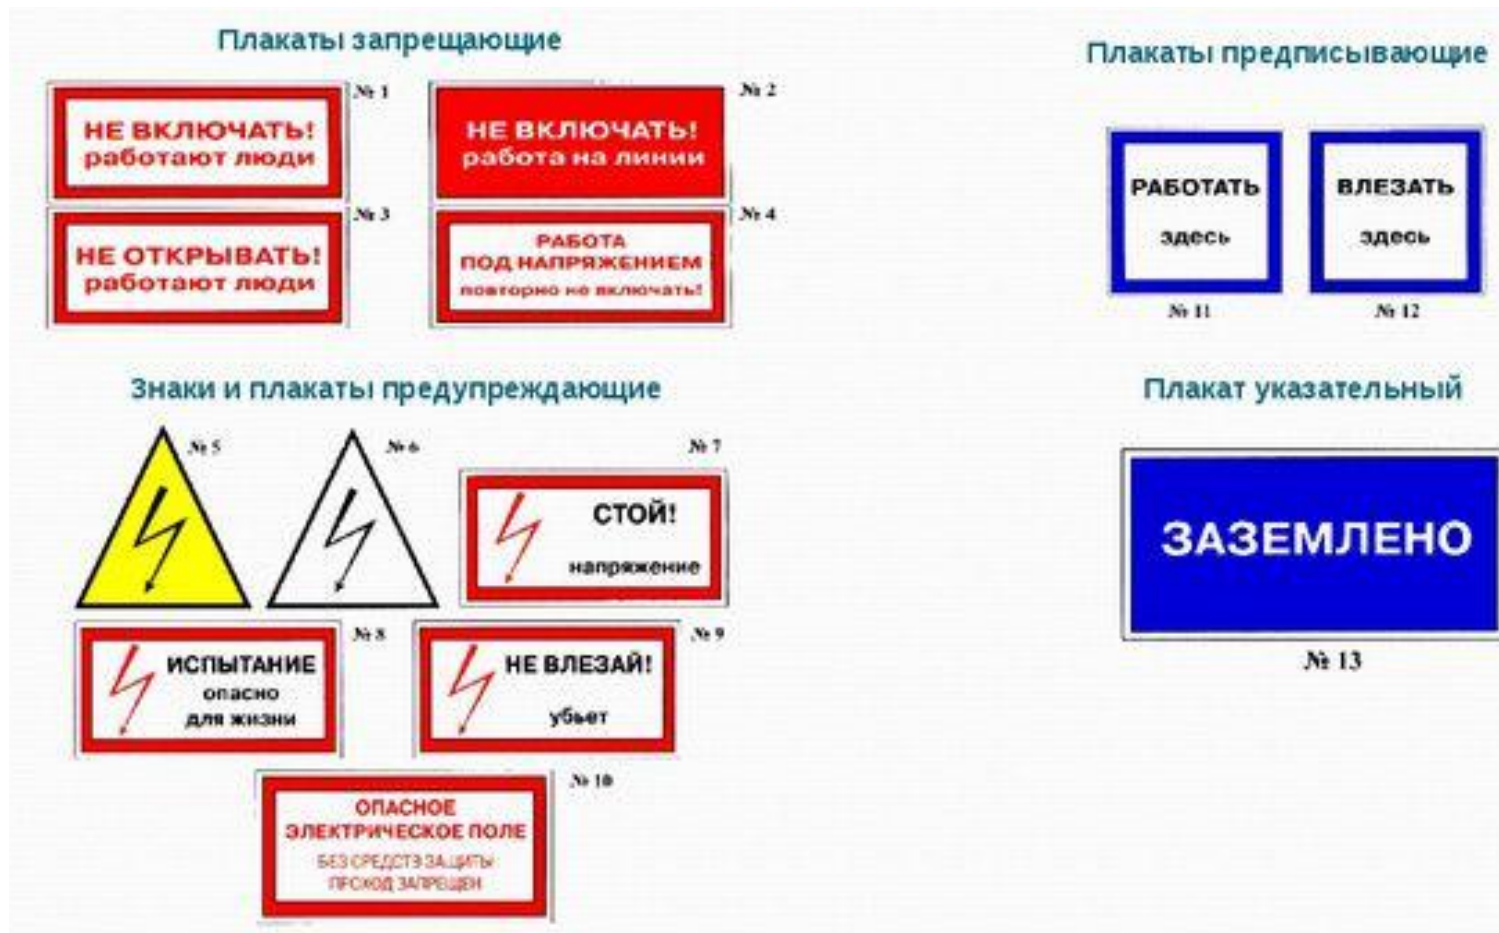 Плакаты запрещающие
№ 1
НЕ ВКЛЮЧАТЬ!
работают люди
№ 2
НЕ ВКЛЮЧАТЬ!
работа на линии
№ 3
НЕ ОТКРЫВАТЬ!
работают люди
№ 4
РАБОТА
ПОД НАПРЯЖЕНИЕМ
повторно не включать!
Плакаты предписывающие
РАБОТАТЬ
здесь
№ 11
ВЛЕЗАТЬ
здесь
№ 12
Знаки и плакаты предупреждающие
№ 5
№ 6
№ 7
СТОЙ!
напряжение
№ 8
ИСПЫТАНИЕ
опасно
для жизни
№ 9
НЕ ВЛЕЗАЙ!
убьет
№ 10
ОПАСНОЕ
ЭЛЕКТРИЧЕСКОЕ ПОЛЕ
БЕЗ СРЕДСТВ ЗАЩИТЫ
ПРОХОД ЗАПРЕЩЕН
Плакат указательный
ЗАЗЕМЛЕНО
№ 13